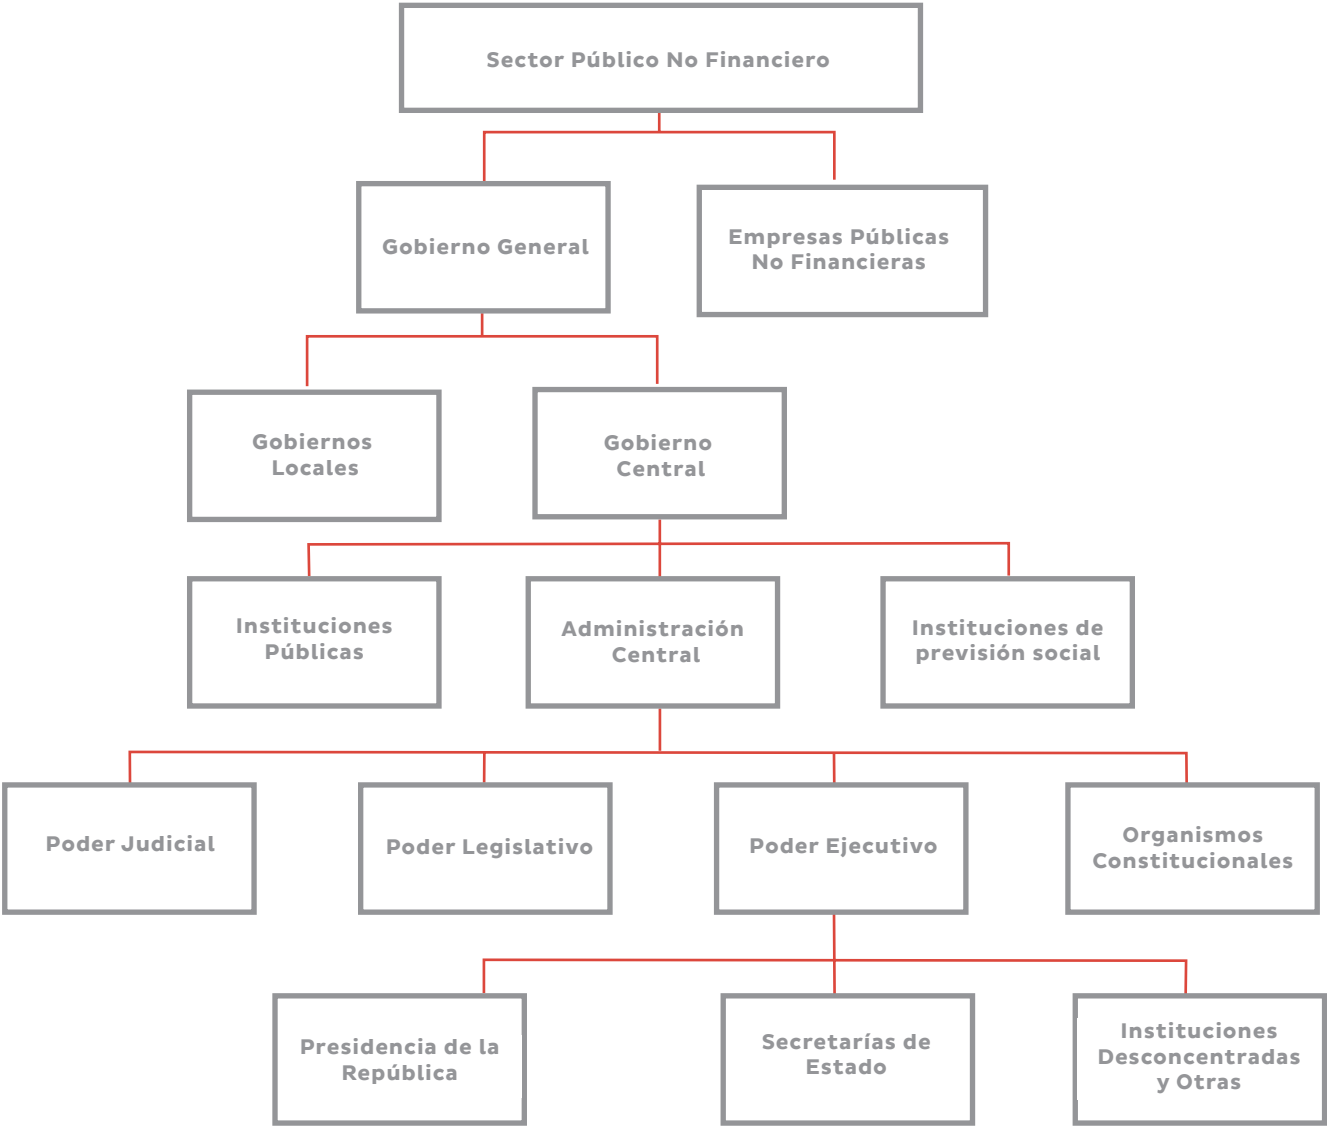 Sector Público No Financiero
Gobierno General
Empresas Públicas
No Financieras
Gobiernos
Locales
Gobierno
Central
Instituciones
Públicas
Administración
Central
Instituciones de
previsión social
Poder Judicial
Poder Legislativo
Poder Ejecutivo
Organismos
Constitucionales
Presidencia de la
República
Secretarías de
Estado
Instituciones
Desconcentradas
y Otras